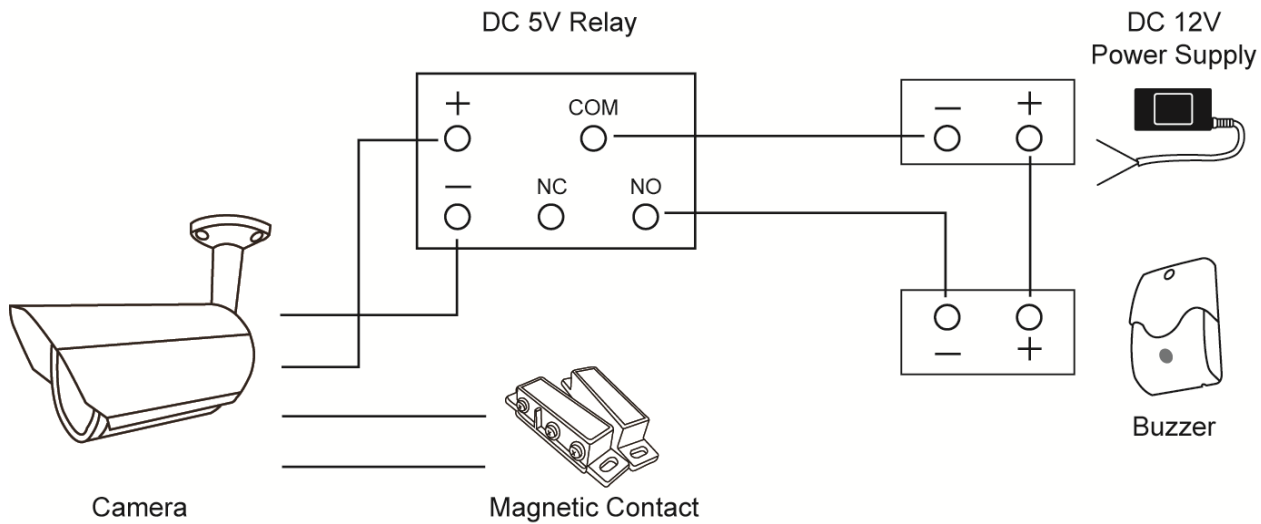 DC 5V Relay
DC 12V
Power Supply
+
COM
− +
−
NC
NO
− +
Buzzer
Camera
Magnetic Contact